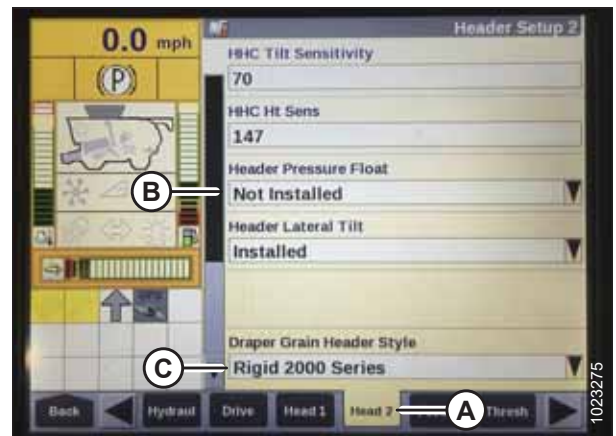 0.0 mph
(P)
Header Setup 2
HHC Tilt Sensitivity
70
HHC Ht Sens
147
Header Pressure Float
B
Not Installed
Header Lateral Tilt
Installed
Draper Grain Header Style
C
Rigid 2000 Series
Back
Hydraul
Drive
Head 1
Head 2
A
Thresh
1023275